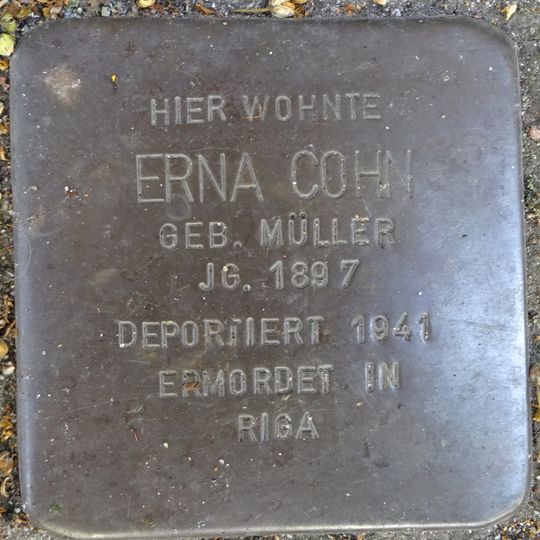 HIER WOHNTE
ERNA COHN
GEB. MÜLLER
JG. 1897
DEPORTIERT 1941
ERMORDET IN
RIGA